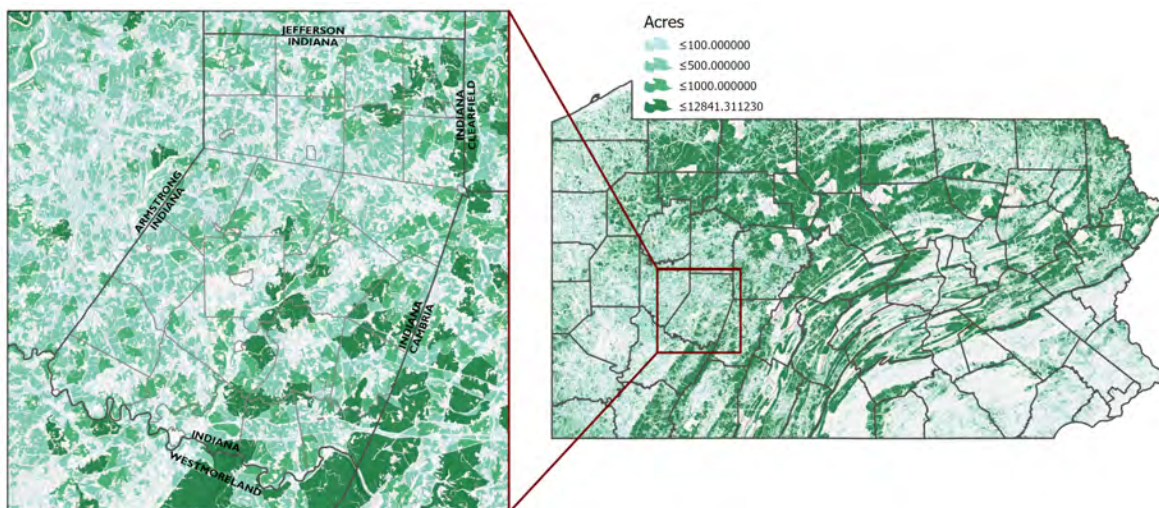 JEFFERSON
INDIANA
INDIANA
CLEARFIELD
ARMSTRONG
INDIANA
INDIANA
CAMBRIA
INDIANA
WESTMORELAND
Acres
≤100.000000
≤500.000000
≤1000.000000
≤12841.311230